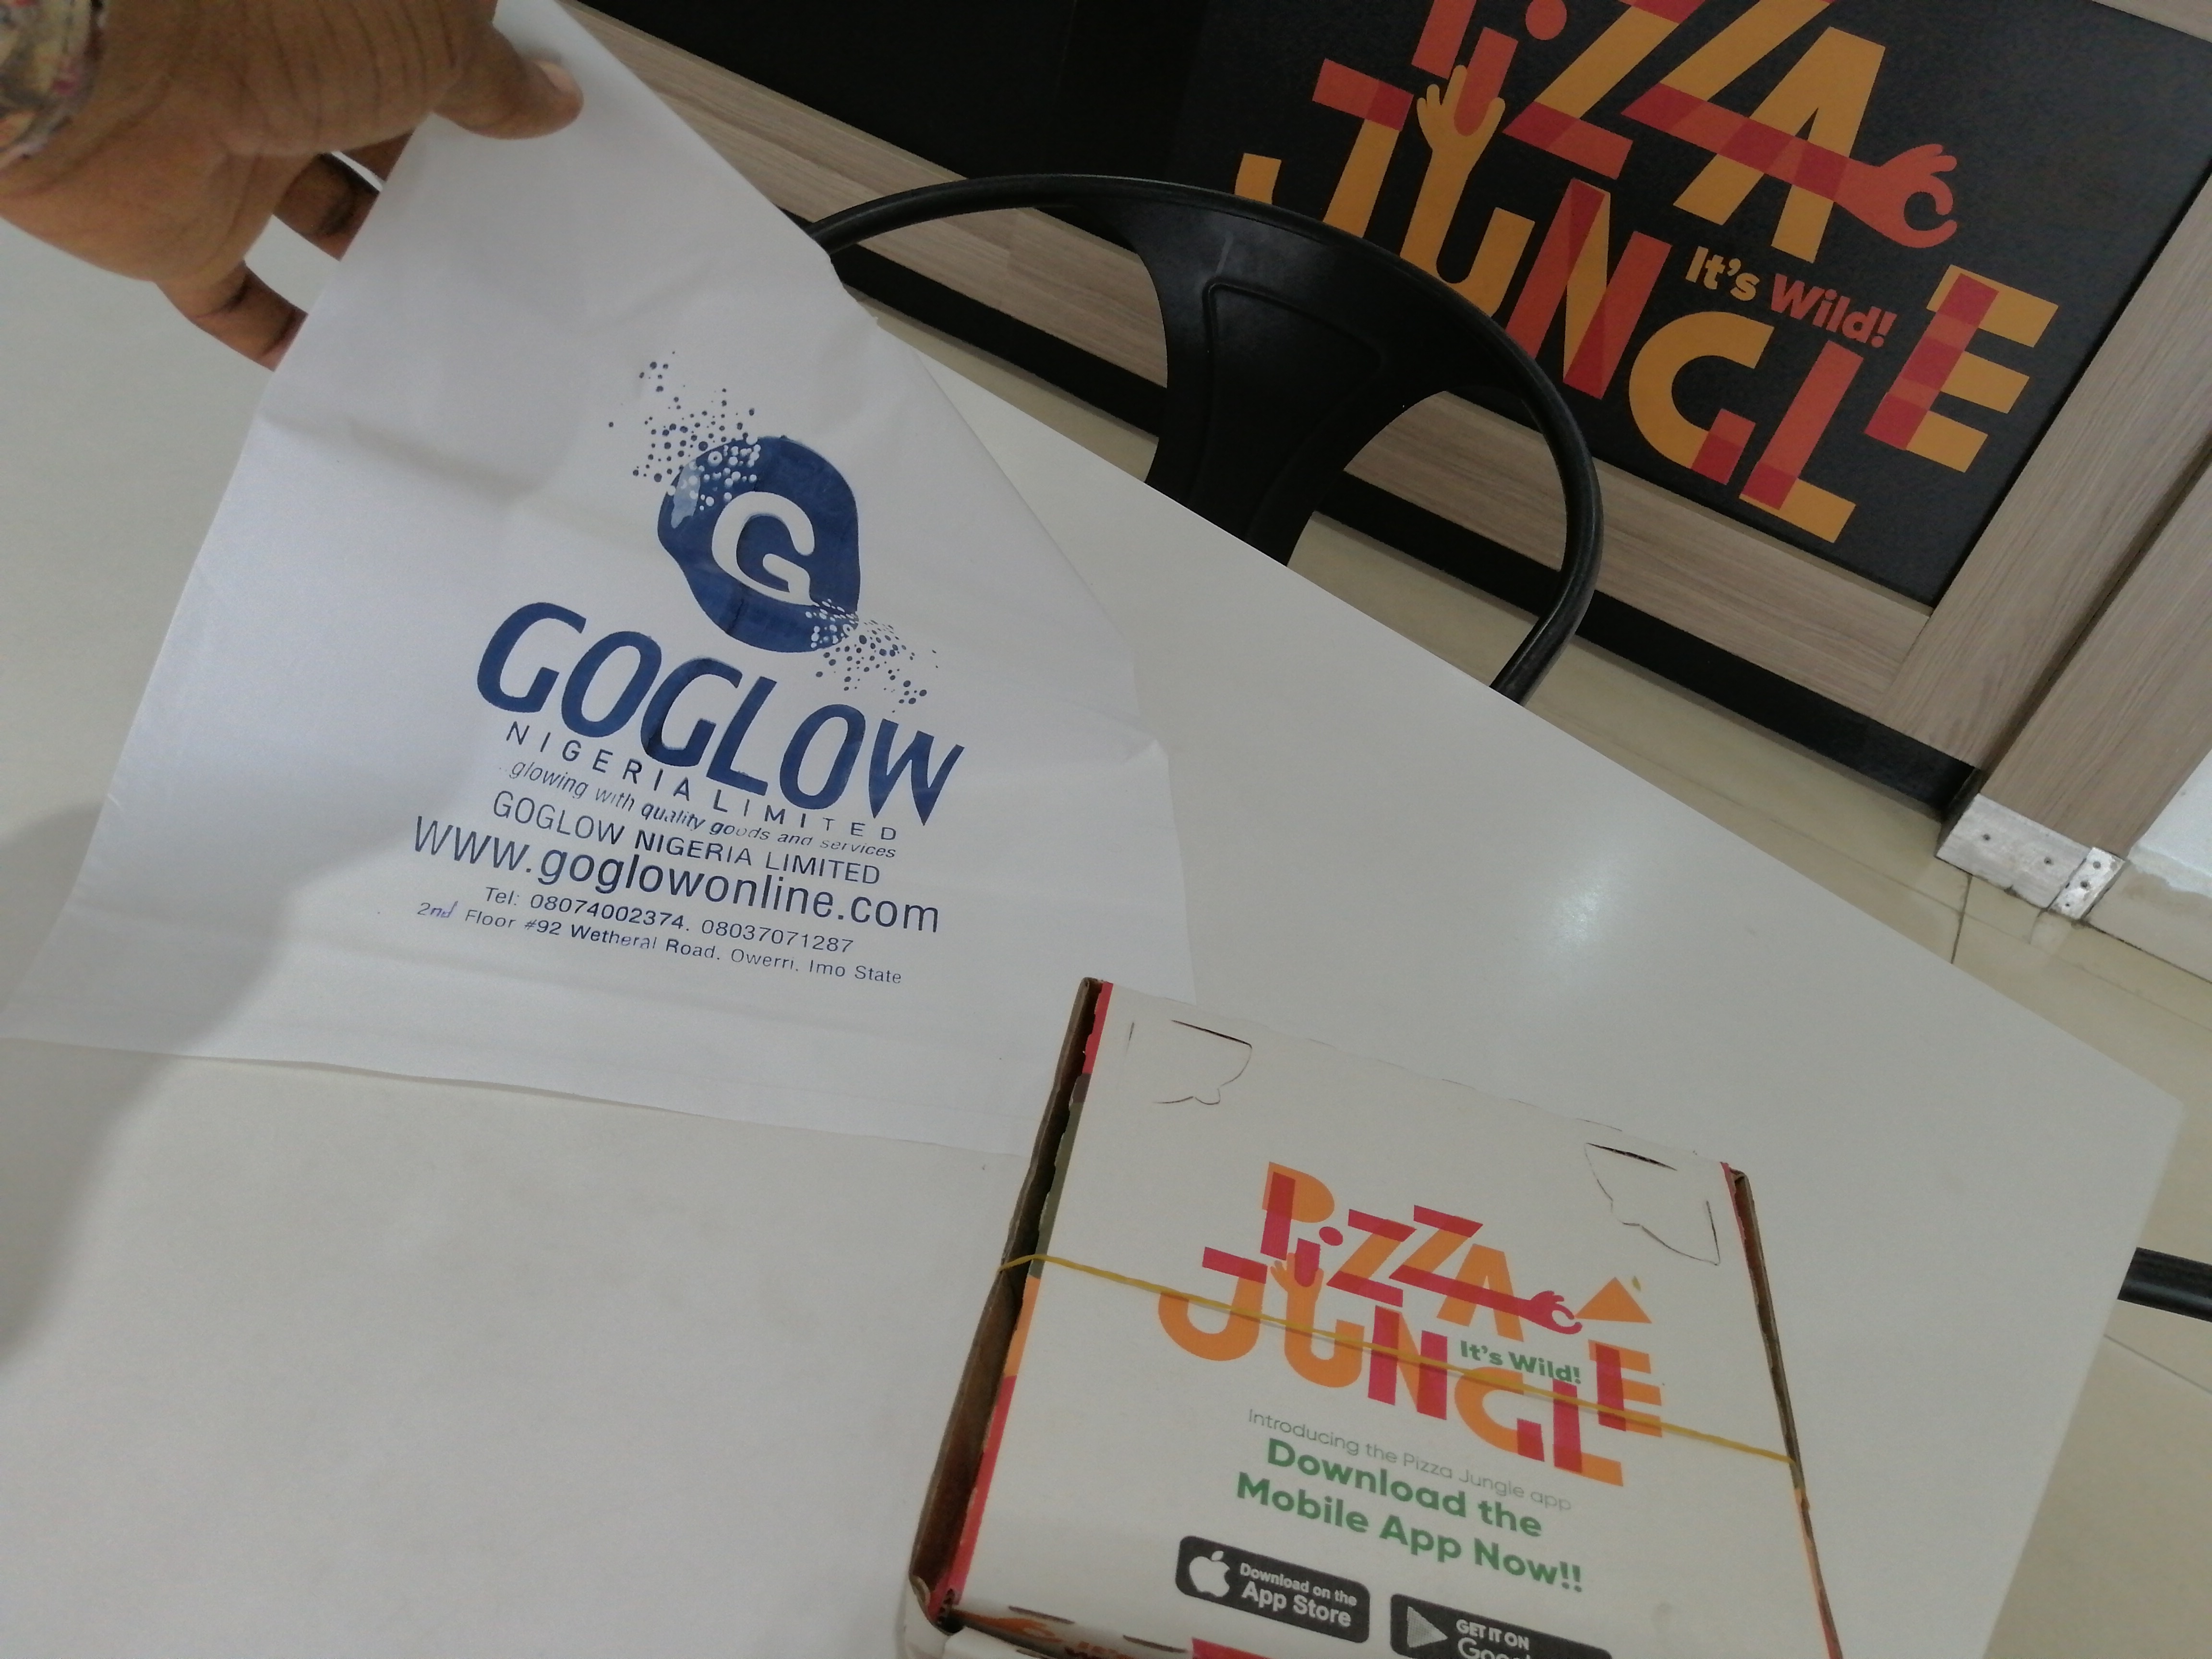 PiZZA
JUNGLE
It's Wild!
G
GOGLOW
NIGERIA LIMITED
glowing with quality goods and services
GOGLOW NIGERIA LIMITED
www.goglowonline.com
Tel: 08074002374. 08037071287
2nd Floor #92 Wetheral Road. Owerri. Imo State
PiZZA
JUNGLE
It's Wild!
Introducing the Pizza Jungle app
Download the
Mobile App Now!!
Download on the
App Store
GET IT ON